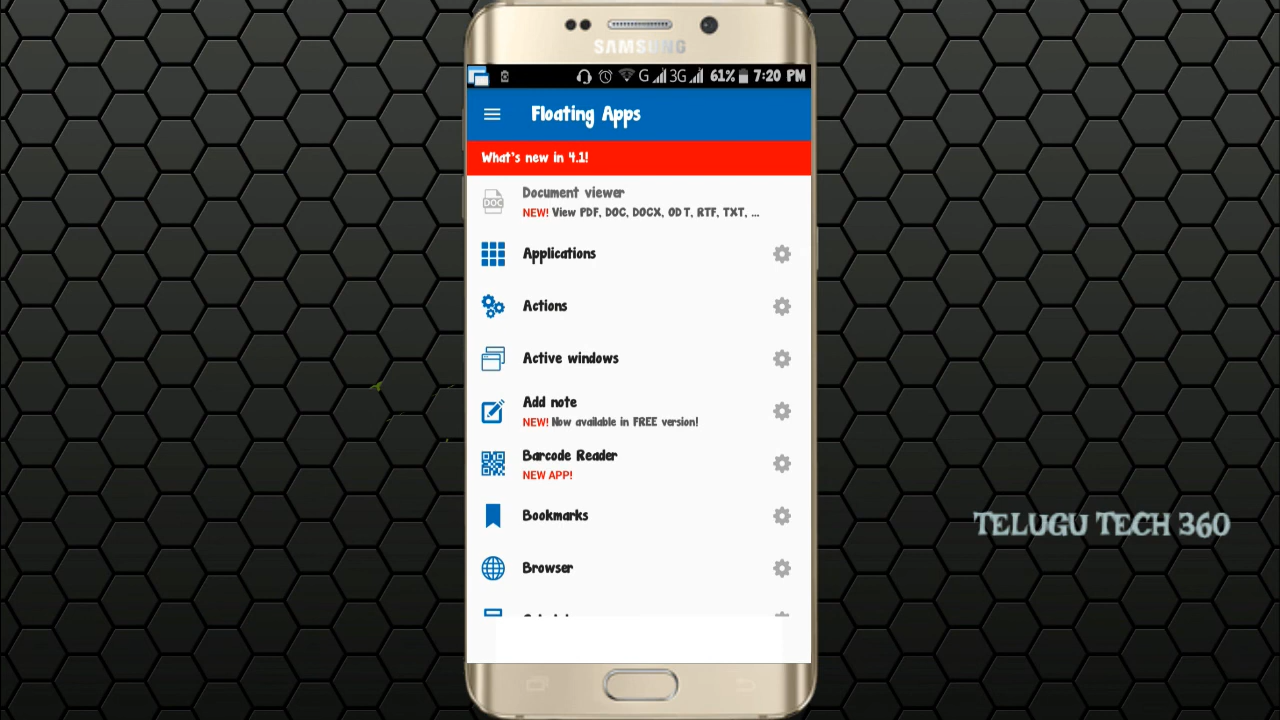 SAMSUNG
G 3G 61% 7:20 PM
Floating Apps
What's new in 4.1!
Document viewer
DOC
NEW! View PDF, DOC, DOCX, ODT, RTF, TXT, ...
Applications
Actions
Active windows
Add note
NEW! Now available in FREE version!
Barcode Reader
NEW APP!
Bookmarks
TELUGU TECH 360
Browser